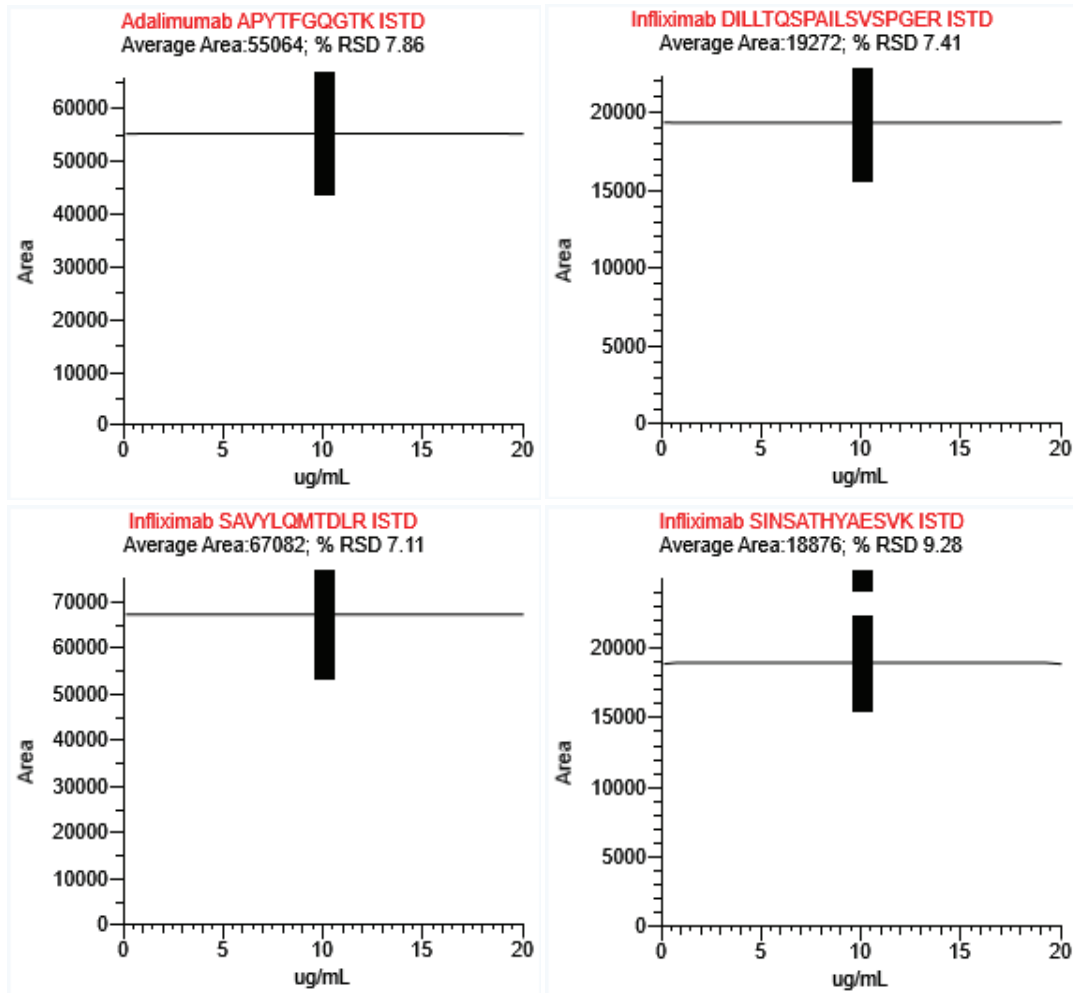 Adalimumab APYTFGQGTK ISTD
Average Area:55064; % RSD 7.86
60000
50000
40000
30000
20000
10000
0
Area
0 5 10 15 20
ug/mL
Infliximab DILLTQSPAILSVSPGER ISTD
Average Area:19272; % RSD 7.41
20000
15000
10000
5000
0
Area
0 5 10 15 20
ug/mL
Infliximab SAVYLQMTDLR ISTD
Average Area:67082; % RSD 7.11
70000
60000
50000
40000
30000
20000
10000
0
Area
0 5 10 15 20
ug/mL
Infliximab SINSATHYAESVK ISTD
Average Area:18876; % RSD 9.28
20000
15000
10000
5000
0
Area
0 5 10 15 20
ug/mL